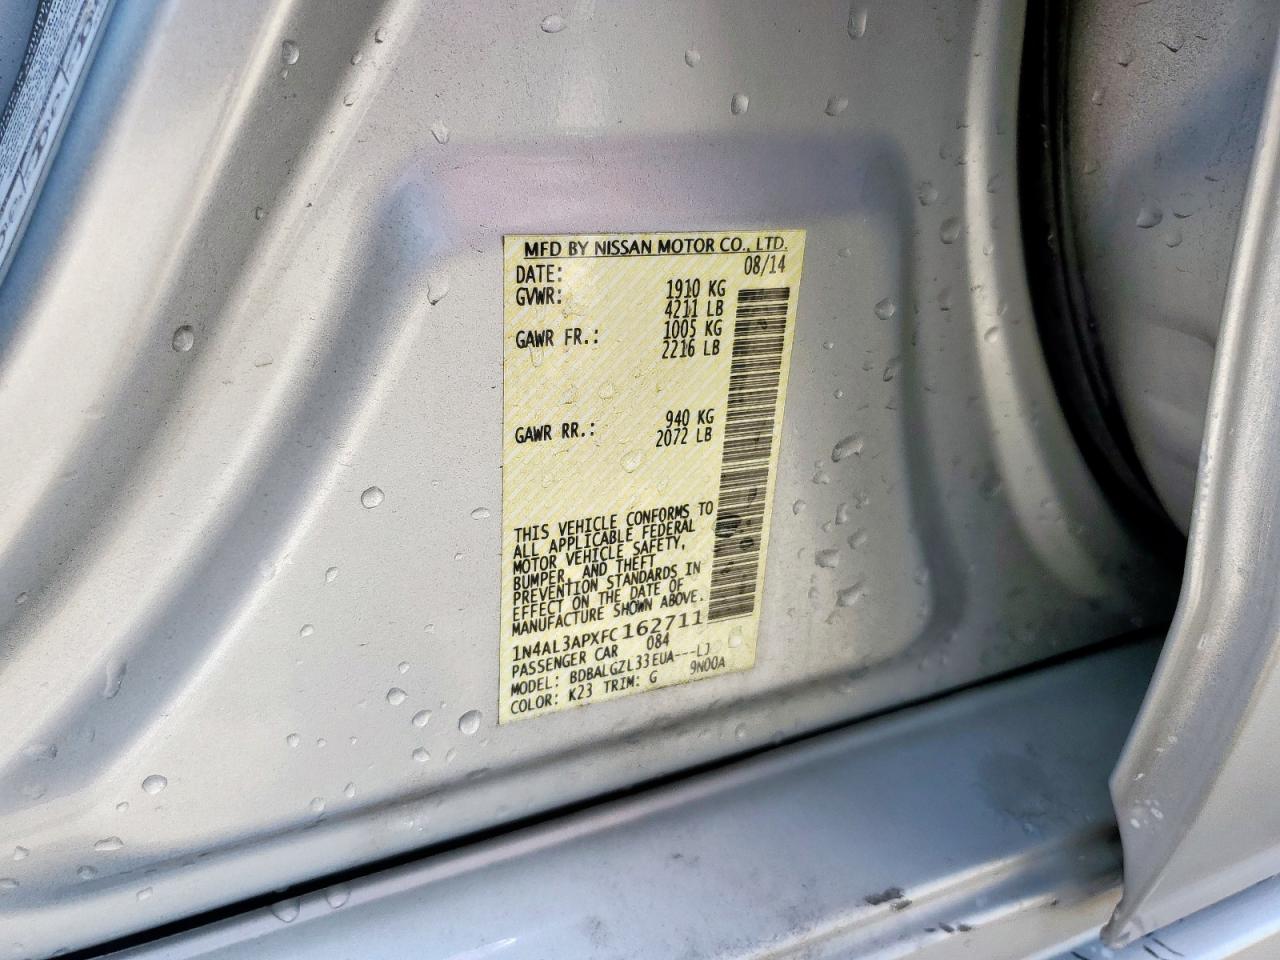 MFD BY NISSAN MOTOR CO., LTD.
DATE: 08/14
GVWR: 1910 KG
4211 LB
GAWR FR.: 1005 KG
2216 LB
GAWR RR.: 940 KG
2072 LB
THIS VEHICLE CONFORMS TO
ALL APPLICABLE FEDERAL
MOTOR VEHICLE SAFETY,
BUMPER, AND THEFT
PREVENTION STANDARDS IN
EFFECT ON THE DATE OF
MANUFACTURE SHOWN ABOVE.
1N4AL3APXFC162711
PASSENGER CAR 084
MODEL: BDBALGZL33EUA---LJ
COLOR: K23 TRIM: G 9N00A